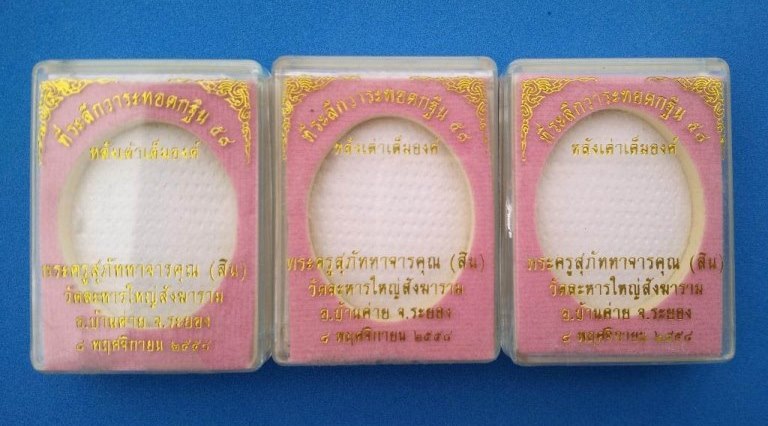 ที่ระลึกวาระทอดกฐิน ๕๘
หลังเต่าเต็มองค์
พระครูสุภัททาจารคุณ (สิน)
วัดละหารใหญ่สังฆาราม
อ.บ้านค่าย จ.ระยอง
๘ พฤศจิกายน ๒๕๕๘
ที่ระลึกวาระทอดกฐิน ๕๘
หลังเต่าเต็มองค์
พระครูสุภัททาจารคุณ (สิน)
วัดละหารใหญ่สังฆาราม
อ.บ้านค่าย จ.ระยอง
๘ พฤศจิกายน ๒๕๕๘
ที่ระลึกวาระทอดกฐิน ๕๘
หลังเต่าเต็มองค์
พระครูสุภัททาจารคุณ (สิน)
วัดละหารใหญ่สังฆาราม
อ.บ้านค่าย จ.ระยอง
๘ พฤศจิกายน ๒๕๕๘